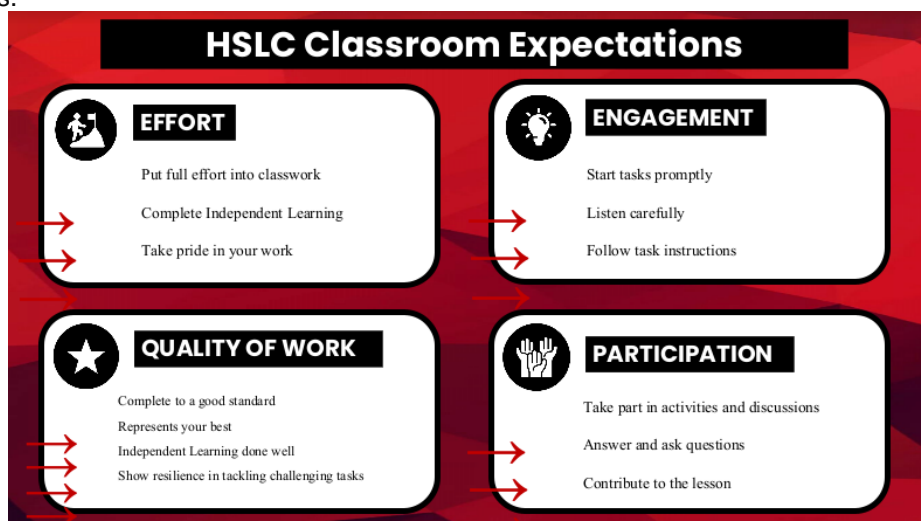 s.
HSLC Classroom Expectations
EFFORT
Put full effort into classwork
Complete Independent Learning
Take pride in your work
ENGAGEMENT
Start tasks promptly
Listen carefully
Follow task instructions
QUALITY OF WORK
Complete to a good standard
Represents your best
Independent Learning done well
Show resilience in tackling challenging tasks
PARTICIPATION
Take part in activities and discussions
Answer and ask questions
Contribute to the lesson